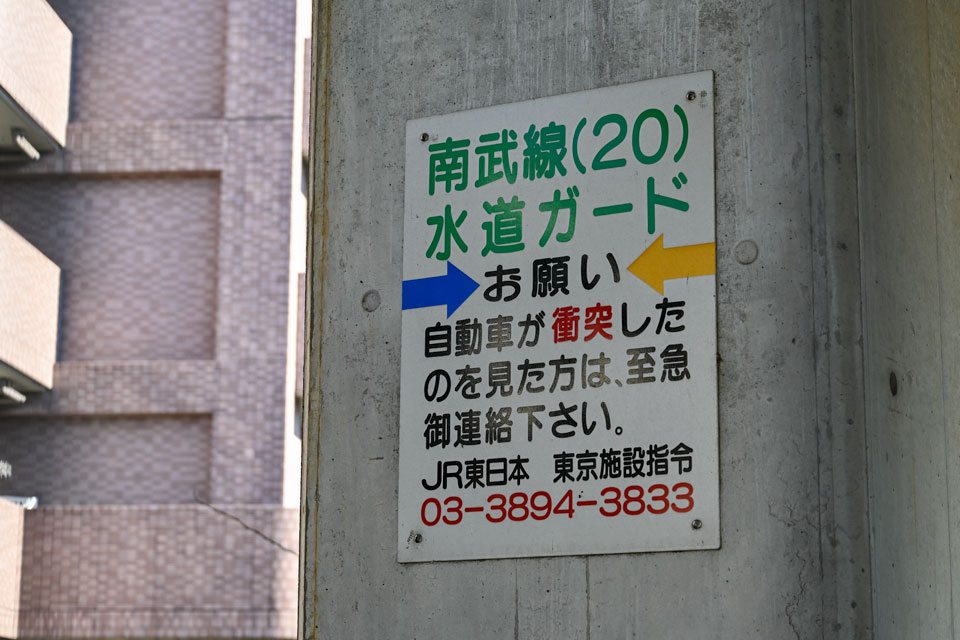 南武線(20)
水道ガード
お願い
自動車が衝突した
のを見た方は、至急
御連絡下さい。
JR東日本　東京施設指令
03-3894-3833